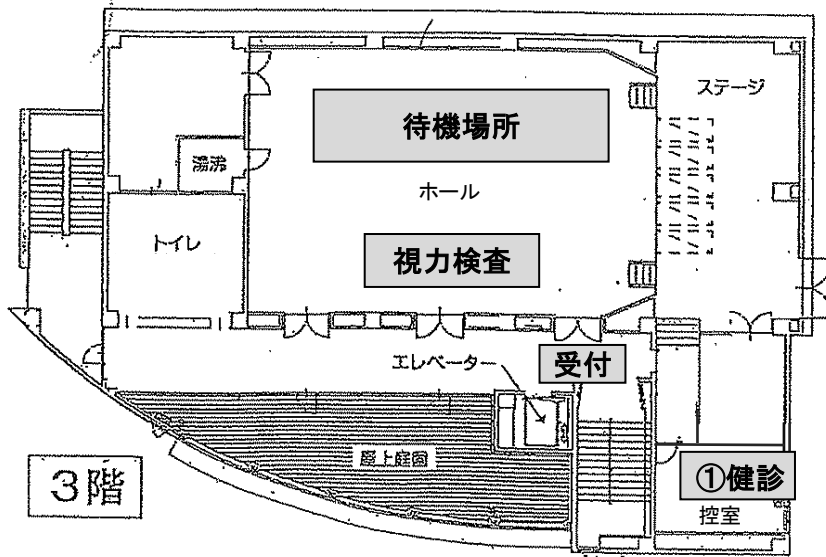 ステージ
待機場所
湯沸
ホール
トイレ
視力検査
エレベーター
受付
屋上庭園
3階
①健診
控室